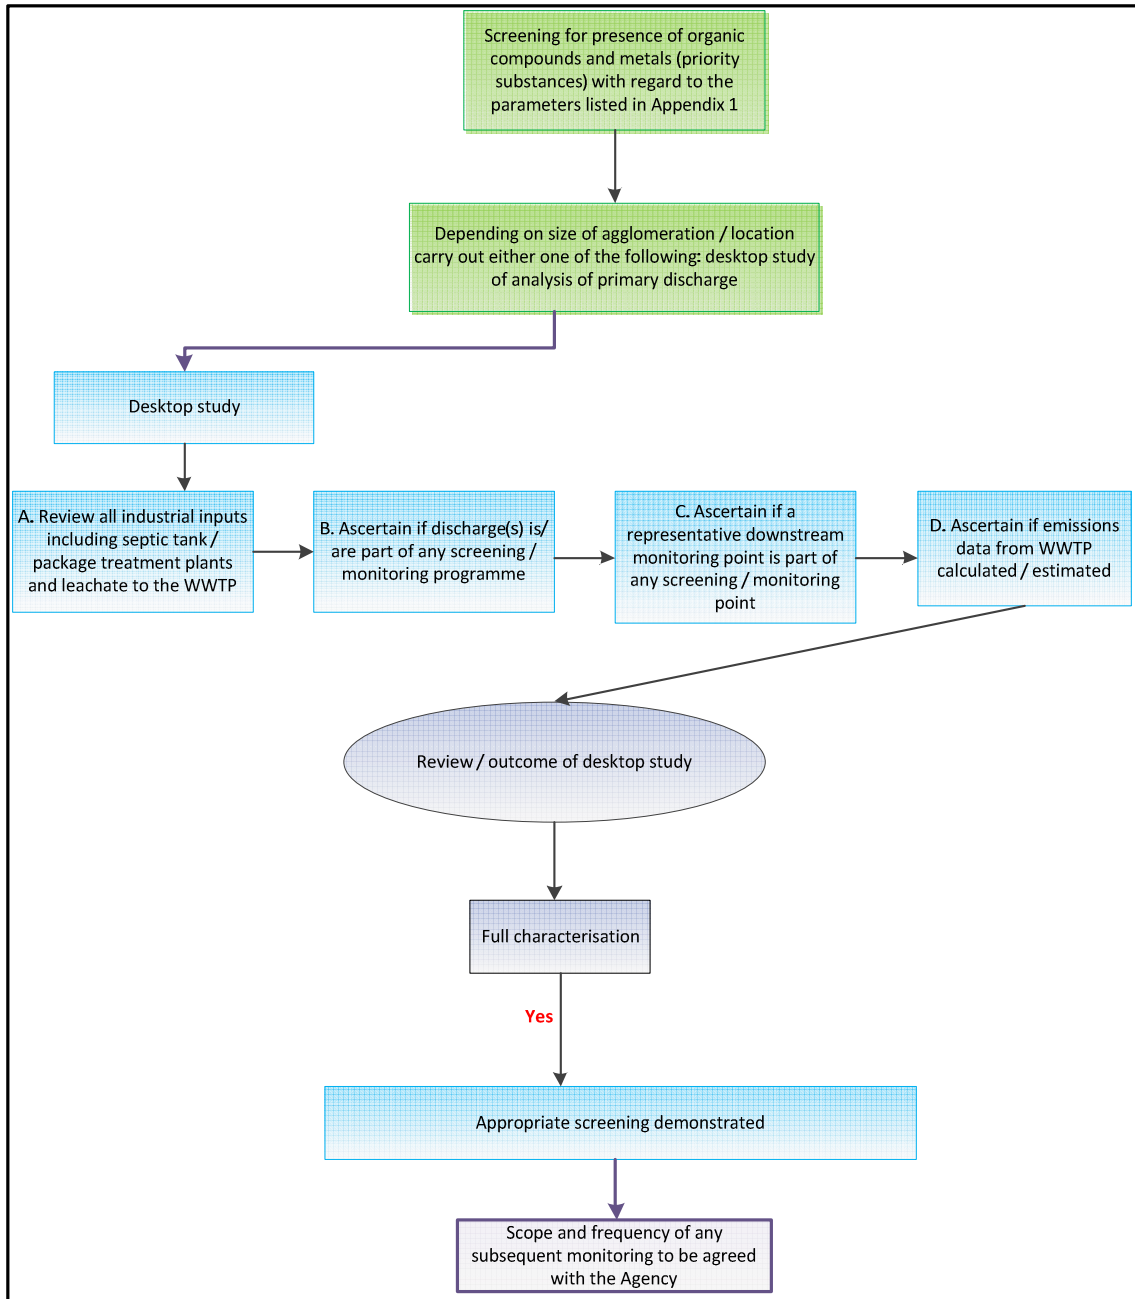 Screening for presence of organic
compounds and metals (priority
substances) with regard to the
parameters listed in Appendix 1
Depending on size of agglomeration / location
carry out either one of the following: desktop study
of analysis of primary discharge
Desktop study
A. Review all industrial inputs
including septic tank /
package treatment plants
and leachate to the WWTP
B. Ascertain if discharge(s) is/
are part of any screening /
monitoring programme
C. Ascertain if a
representative downstream
monitoring point is part of
any screening / monitoring
point
D. Ascertain if emissions
data from WWTP
calculated / estimated
Review / outcome of desktop study
Full characterisation
Yes
Appropriate screening demonstrated
Scope and frequency of any
subsequent monitoring to be agreed
with the Agency